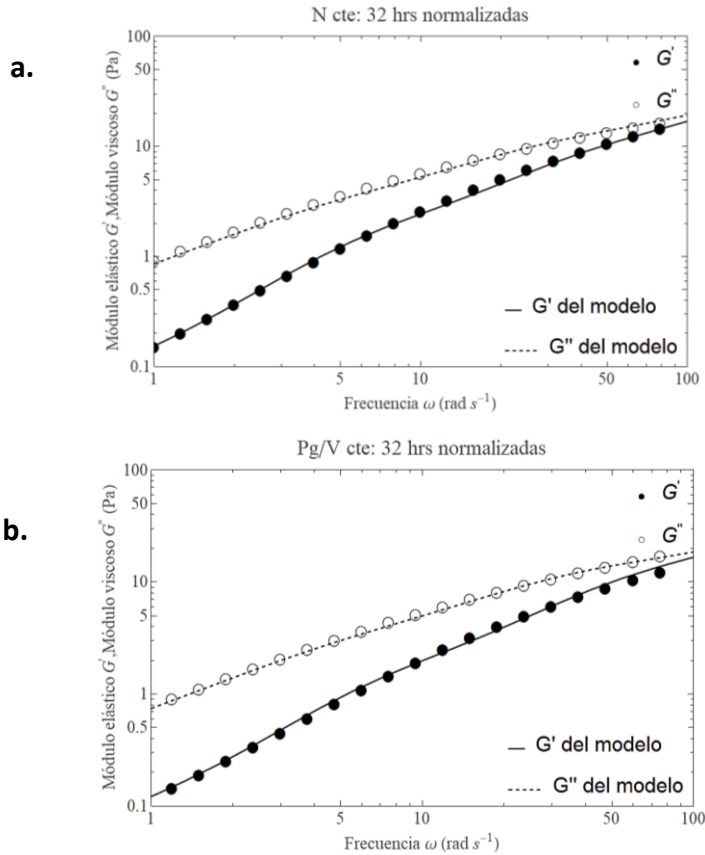 N cte: 32 hrs normalizadas
a.
Módulo elástico G',Módulo viscoso G'' (Pa)
100
50
10
5
1
0.5
0.1
G'
G''
G' del modelo
G'' del modelo
1
5
10
50
100
Frecuencia ω (rad s⁻¹)
Pg/V cte: 32 hrs normalizadas
b.
Módulo elástico G',Módulo viscoso G'' (Pa)
100
50
10
5
1
0.5
0.1
G'
G''
G' del modelo
G'' del modelo
1
5
10
50
100
Frecuencia ω (rad s⁻¹)